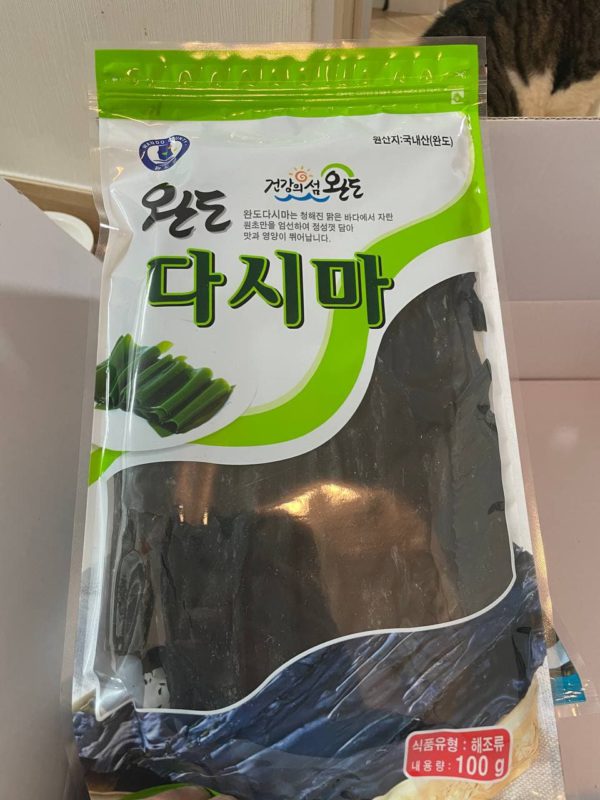 원산지:국내산(완도)
건강의섬 완도
완도
완도다시마는 청해진 맑은 바다에서 자란
원초만을 엄선하여 정성껏 담아
맛과 영양이 뛰어납니다.
다시마
식품유형 : 해조류
내용량 : 100 g